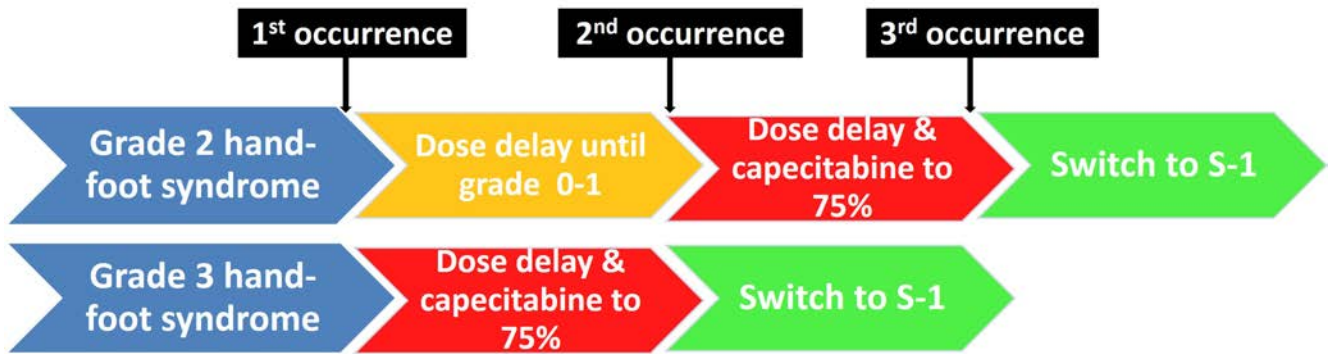 1st occurrence
2nd occurrence
3rd occurrence
Grade 2 hand-
foot syndrome
Dose delay until
grade 0-1
Dose delay &
capecitabine to
75%
Switch to S-1
Grade 3 hand-
foot syndrome
Dose delay &
capecitabine to
75%
Switch to S-1